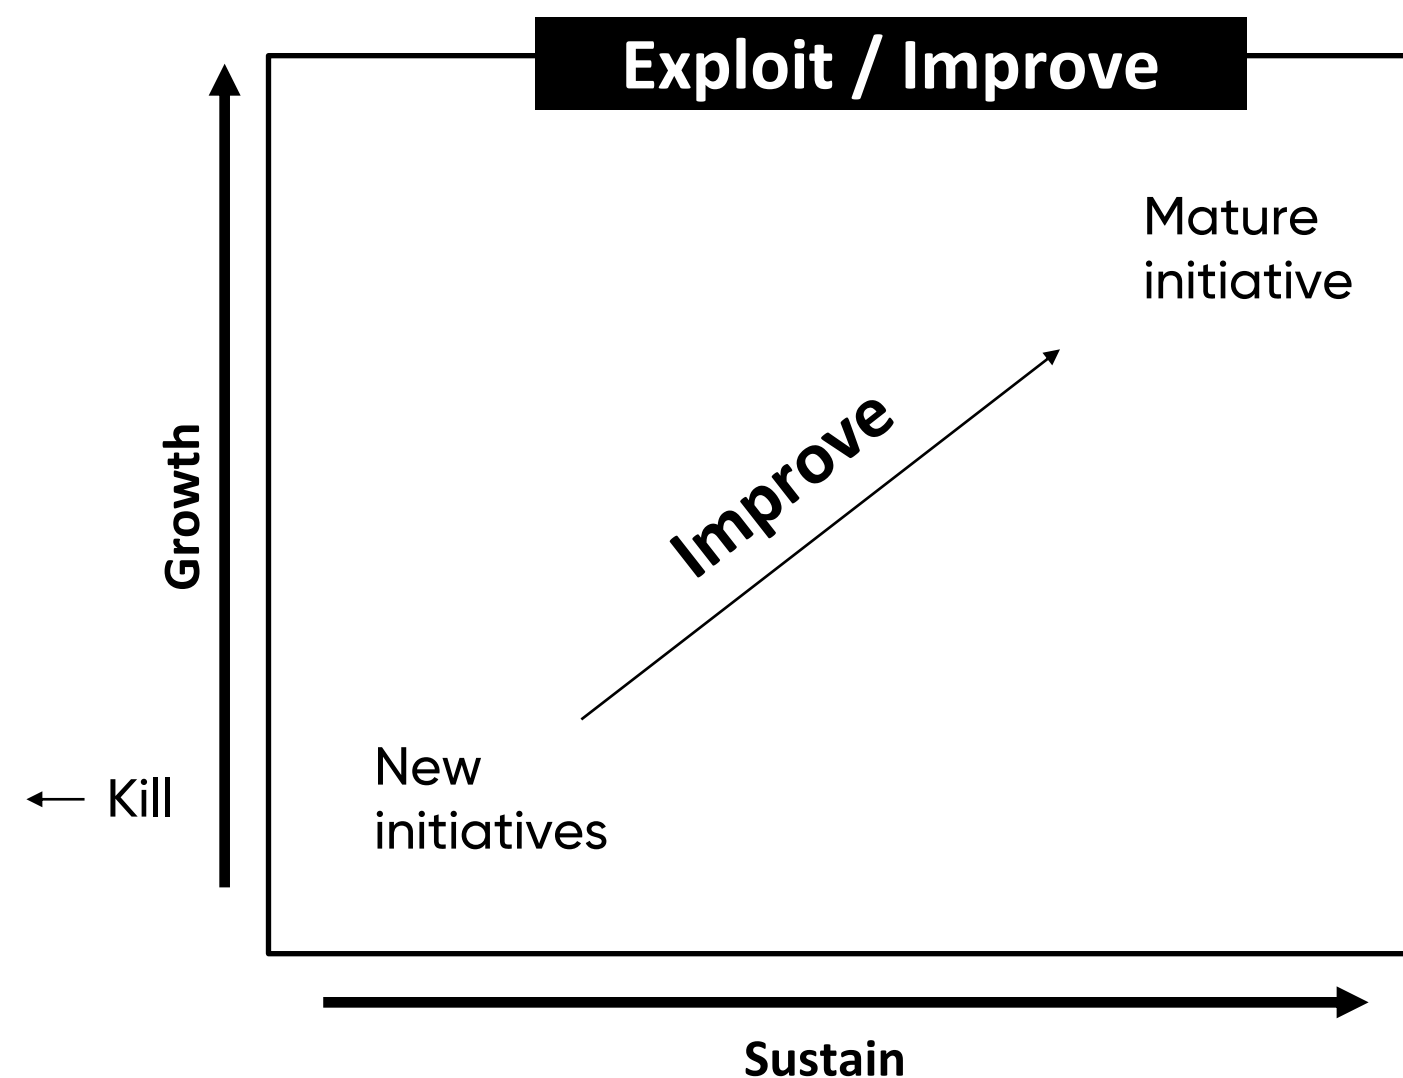 Exploit / Improve
Mature
initiative
Improve
Growth
New
initiatives
Kill
Sustain